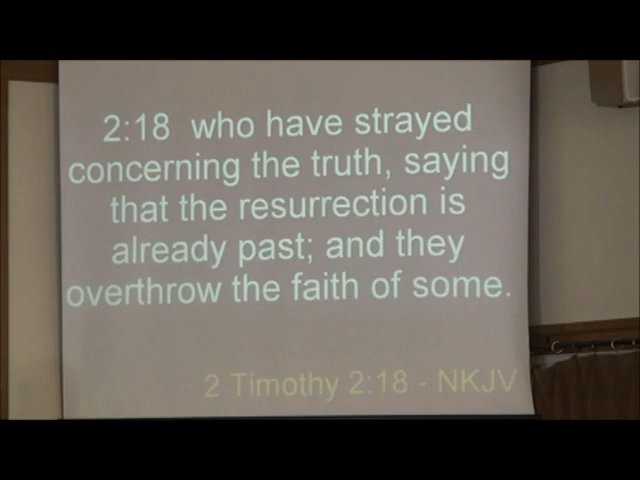 2:18 who have strayed
concerning the truth, saying
that the resurrection is
already past; and they
overthrow the faith of some.
2 Timothy 2:18 - NKJV